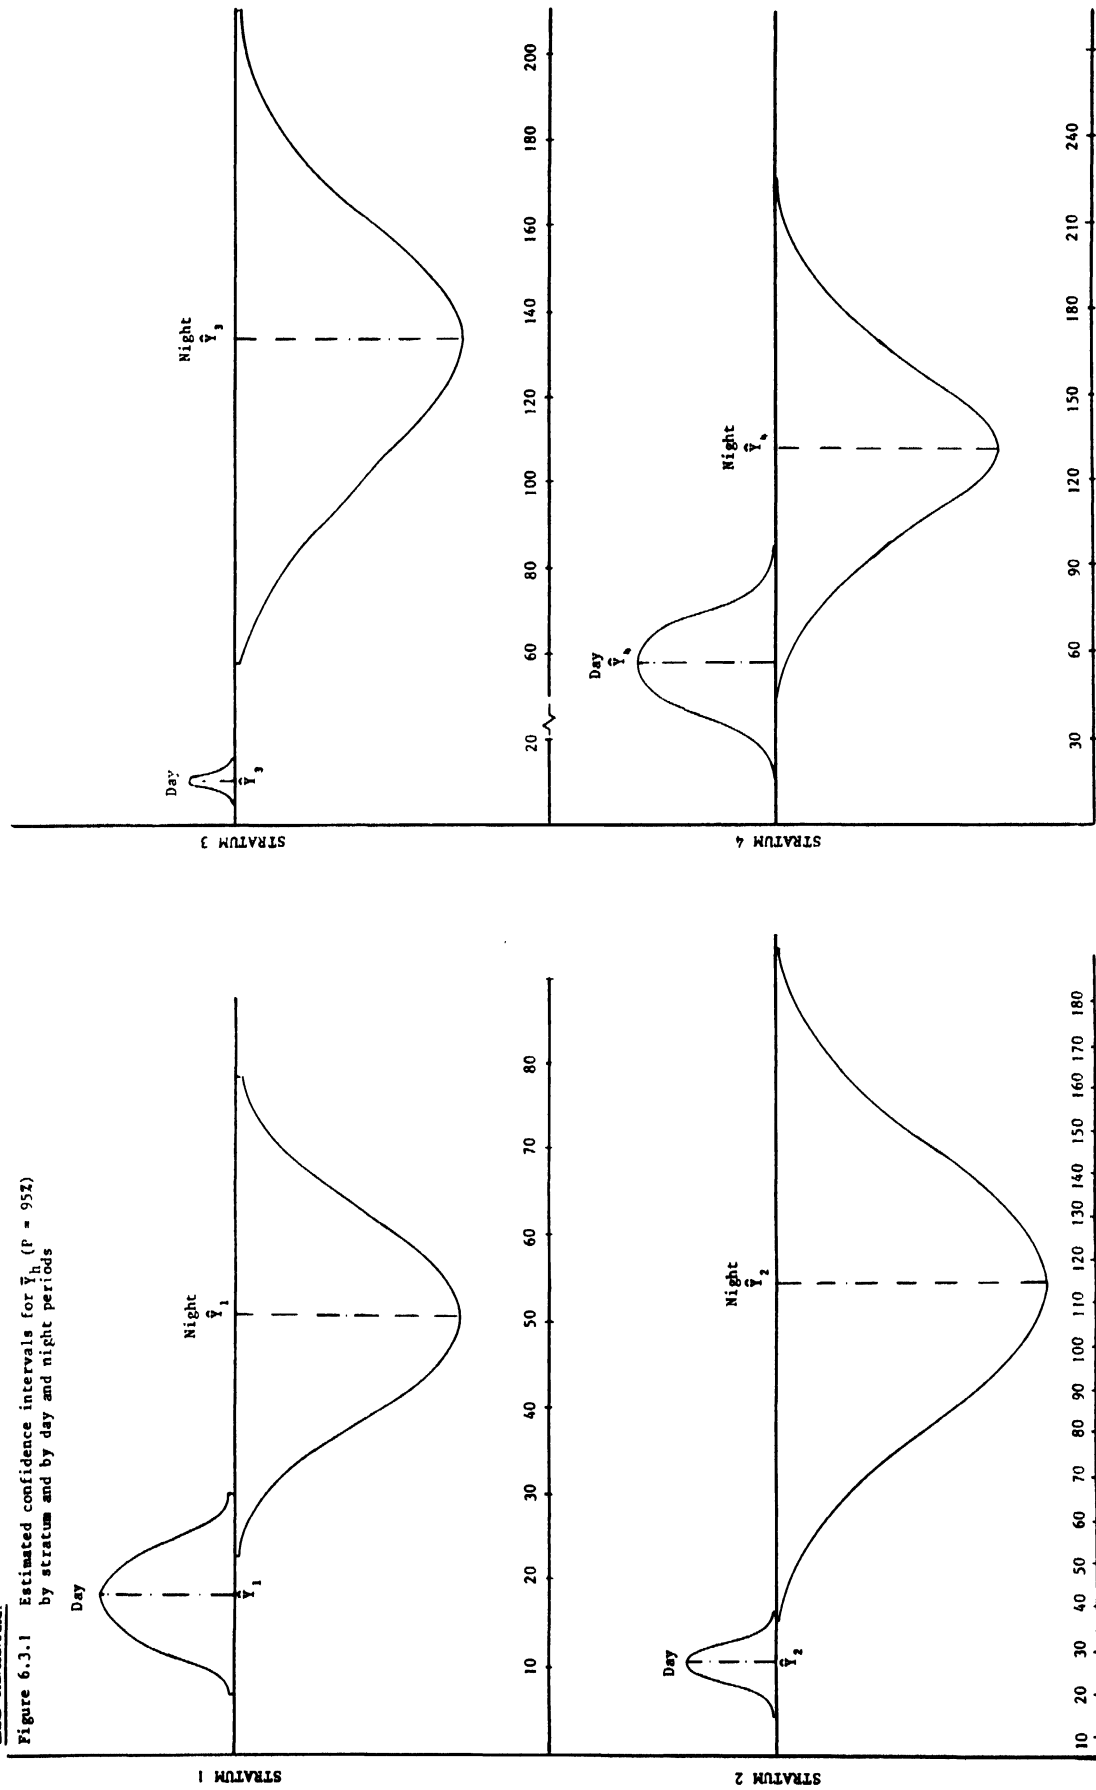 Figure 6.3.1 Estimated confidence intervals for Ȳh (P = 95%)
by stratum and by day and night periods
STRATUM 1
Day
Ŷ1
Night
Ŷ1
10 20 30 40 50 60 70 80
STRATUM 3
Day
Ŷ3
Night
Ŷ3
20 60 80 100 120 140 160 180 200
STRATUM 2
Day
Ŷ2
Night
Ŷ2
10 20 30 40 50 60 70 80 90 100 110 120 130 140 150 160 170 180
STRATUM 4
Day
Ŷ4
Night
Ŷ4
30 60 90 120 150 180 210 240